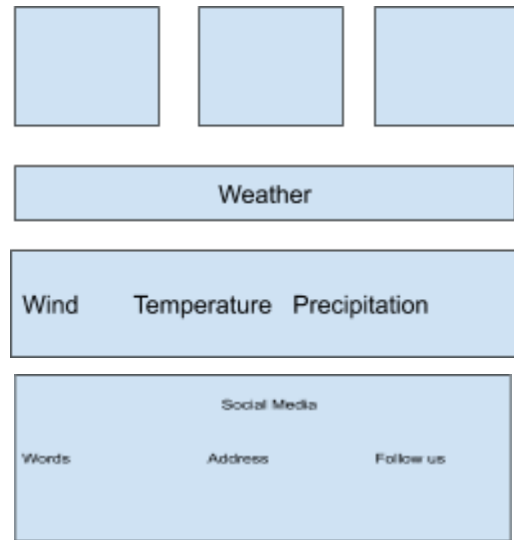 Weather
Wind Temperature Precipitation
Social Media
Words Address Follow us